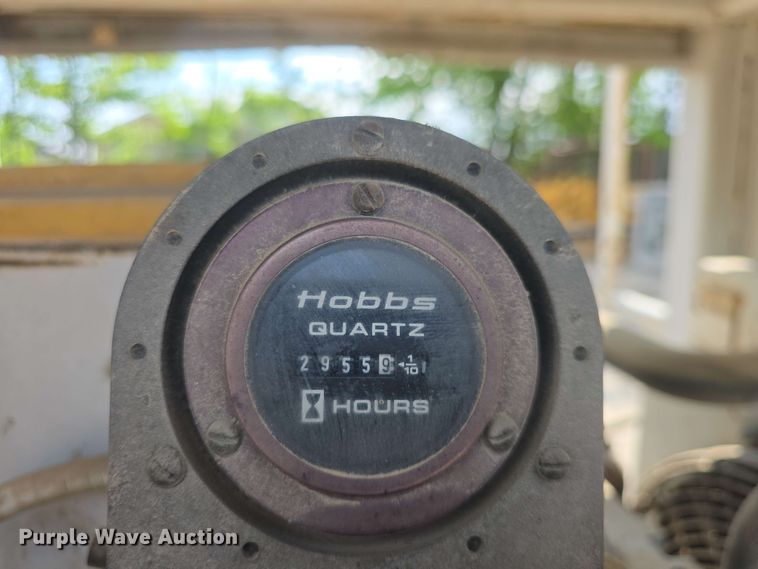 Hobbs
QUARTZ
29559 1/10
HOURS
Purple Wave Auction